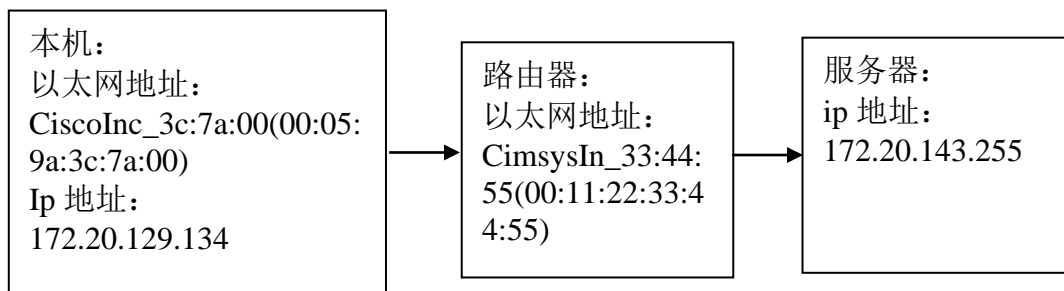 本机：
以太网地址：
CiscoInc_3c:7a:00(00:05:
9a:3c:7a:00)
Ip 地址：
172.20.129.134
路由器：
以太网地址：
CimsysIn_33:44:
55(00:11:22:33:4
4:55)
服务器：
ip 地址：
172.20.143.255